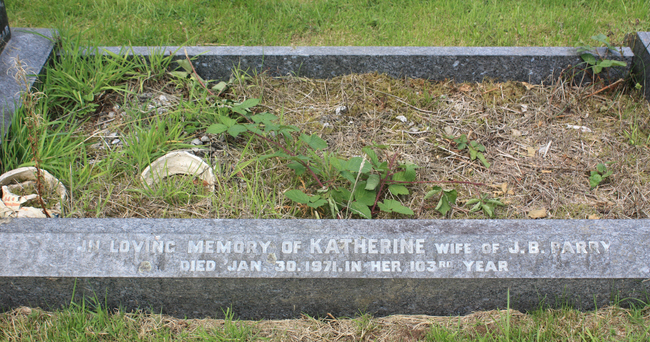 IN LOVING MEMORY OF KATHERINE WIFE OF J.B. PARRY
DIED JAN. 30. 1971. IN HER 103RD YEAR